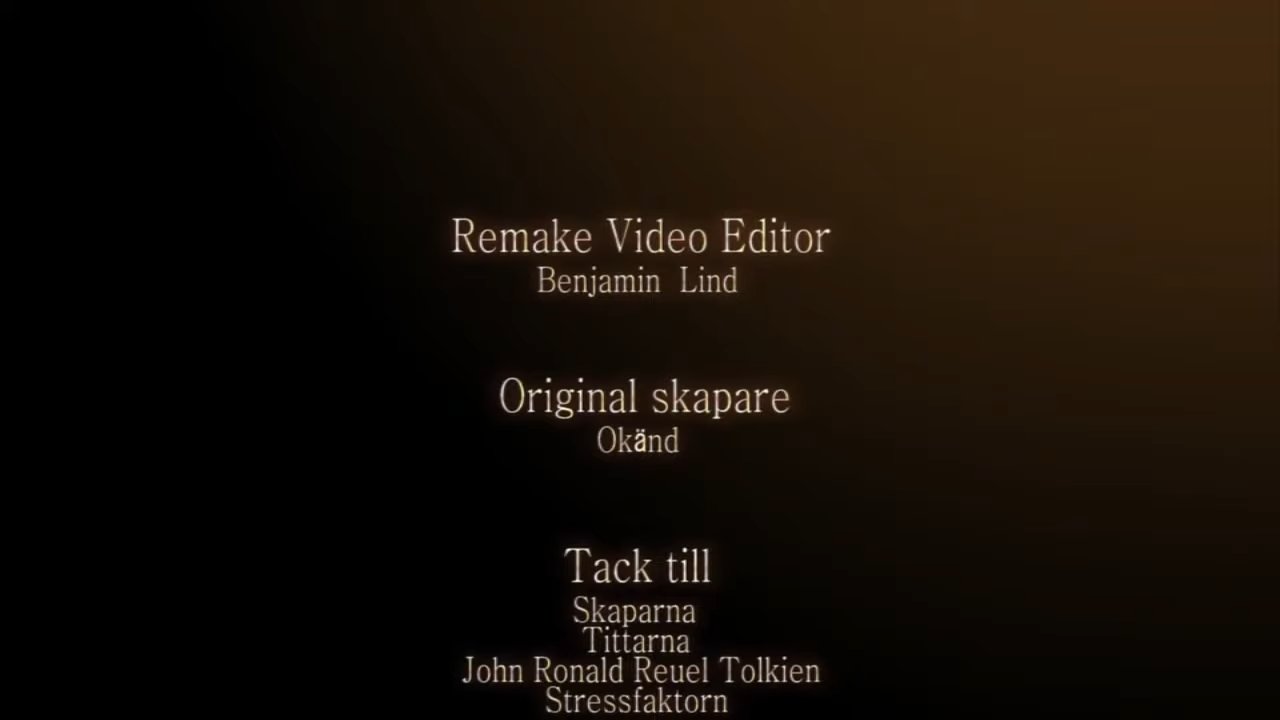 Remake Video Editor
Benjamin Lind
Original skapare
Okänd
Tack till
Skaparna
Tittarna
John Ronald Reuel Tolkien
Stressfaktorn